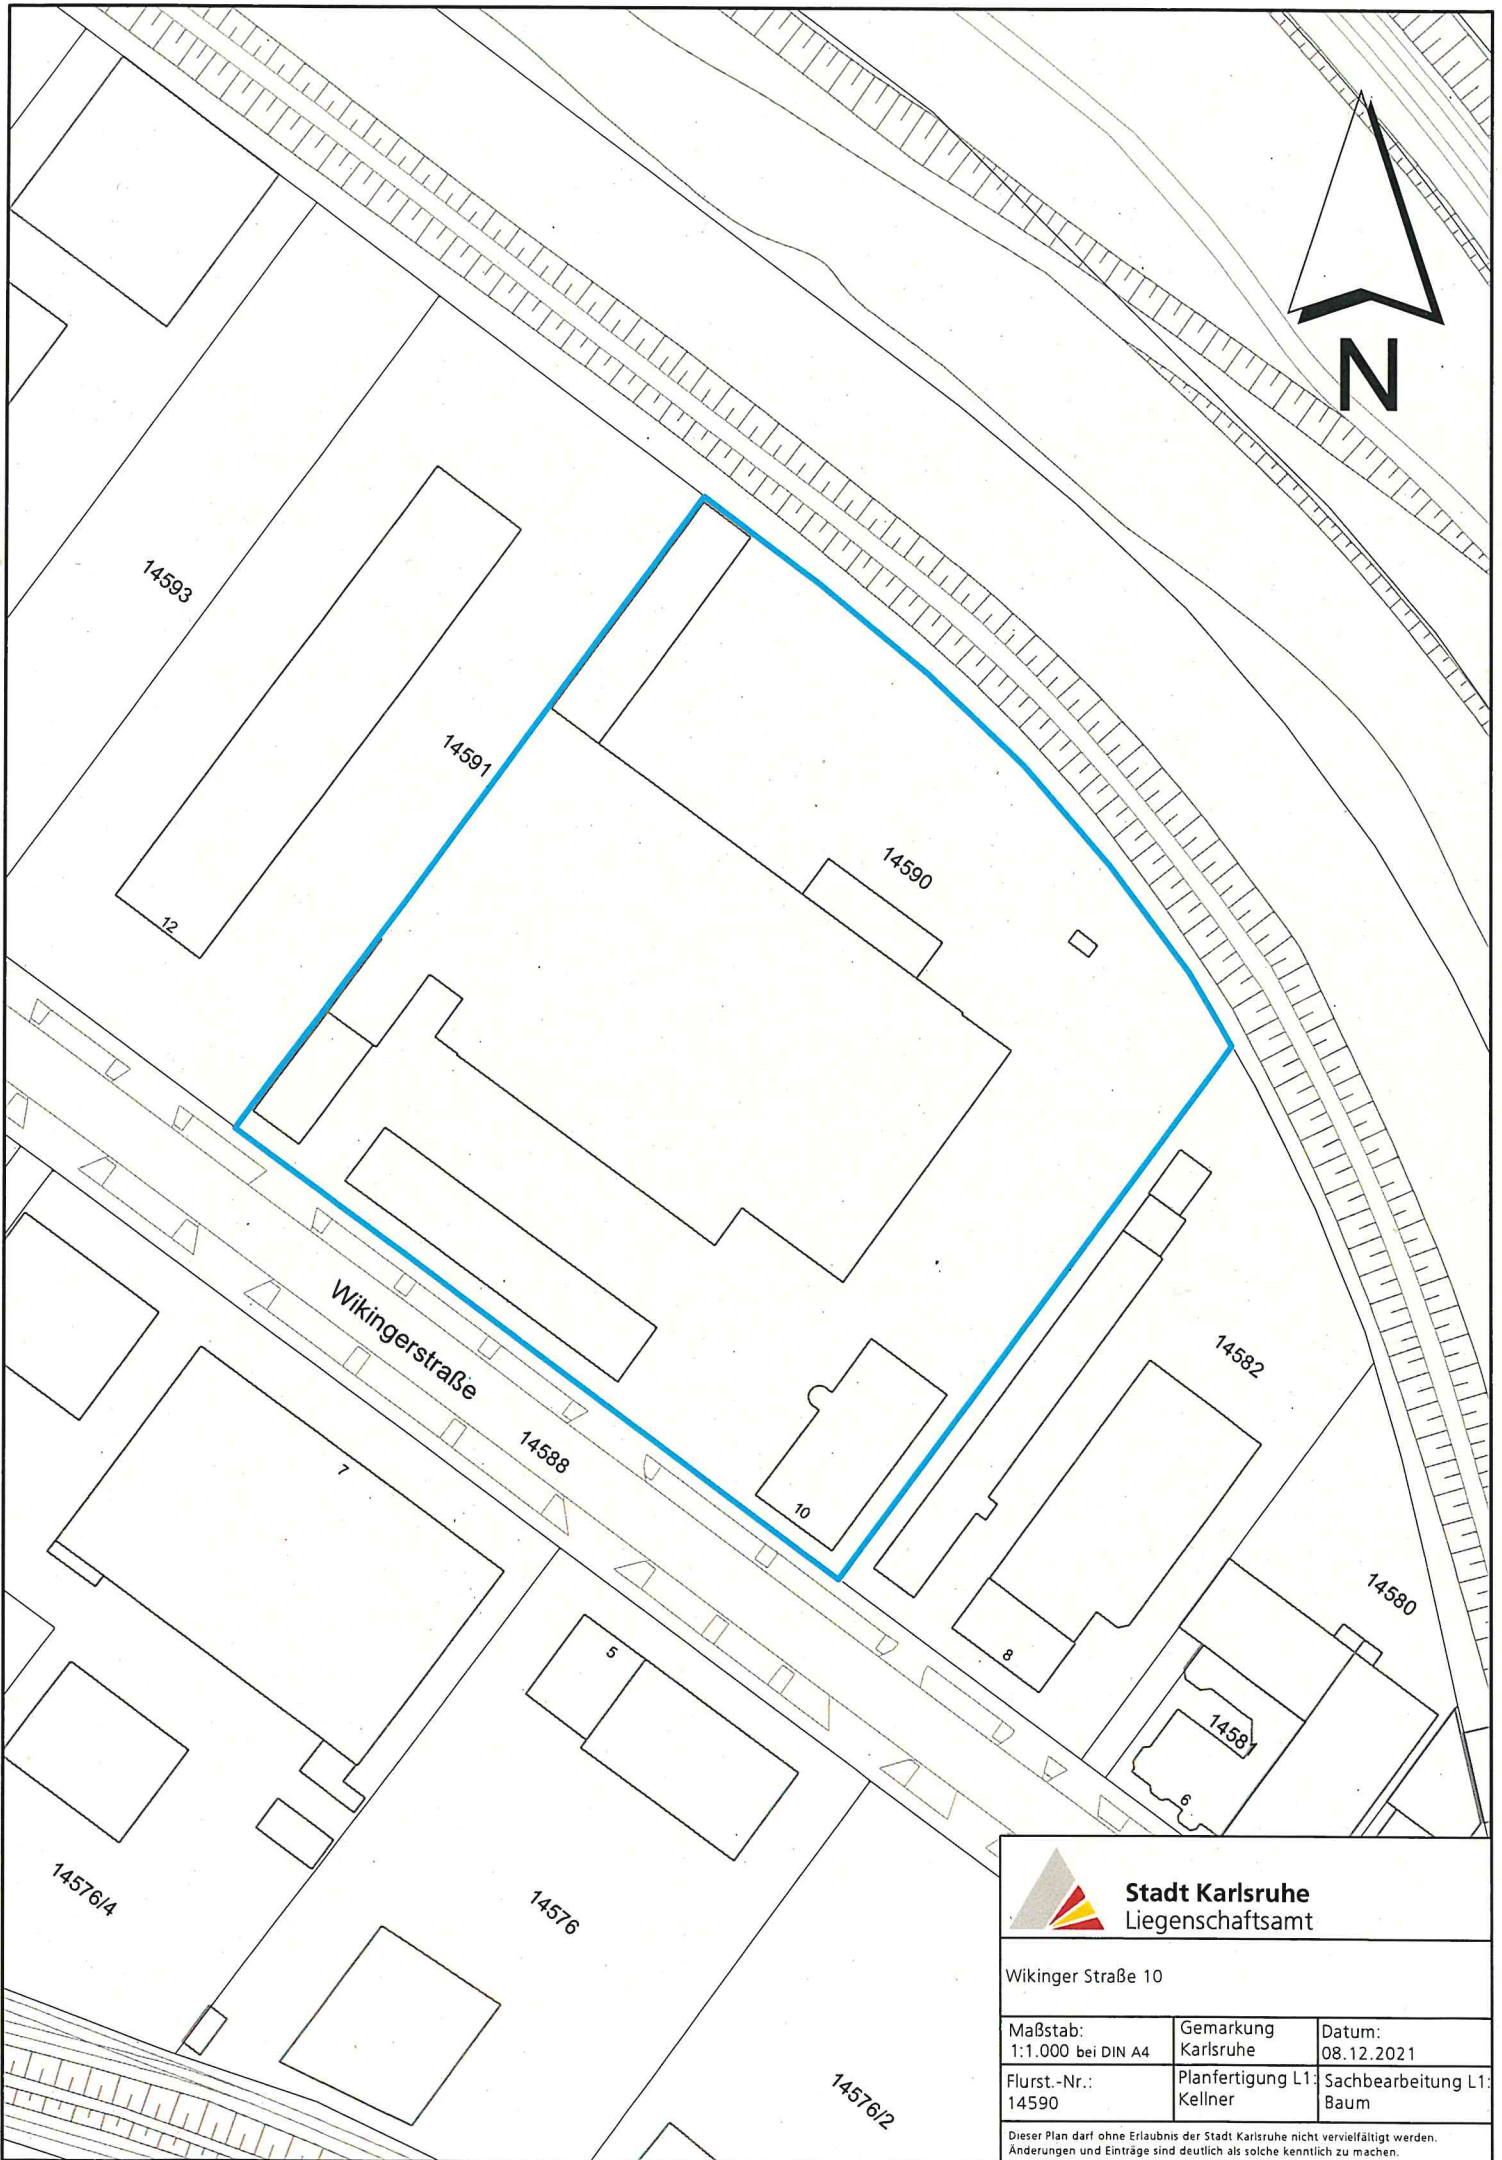 N
14593
14591
14590
12
Wikingerstraße
14588
7
10
14582
14580
5
8
14581
6
14576/4
14576
14576/2
Stadt Karlsruhe
Liegenschaftsamt
Wikinger Straße 10
Maßstab:
1:1.000 bei DIN A4
Gemarkung
Karlsruhe
Datum:
08.12.2021
Flurst.-Nr.:
14590
Planfertigung L1:
Kellner
Sachbearbeitung L1:
Baum
Dieser Plan darf ohne Erlaubnis der Stadt Karlsruhe nicht vervielfältigt werden.
Änderungen und Einträge sind deutlich als solche kenntlich zu machen.